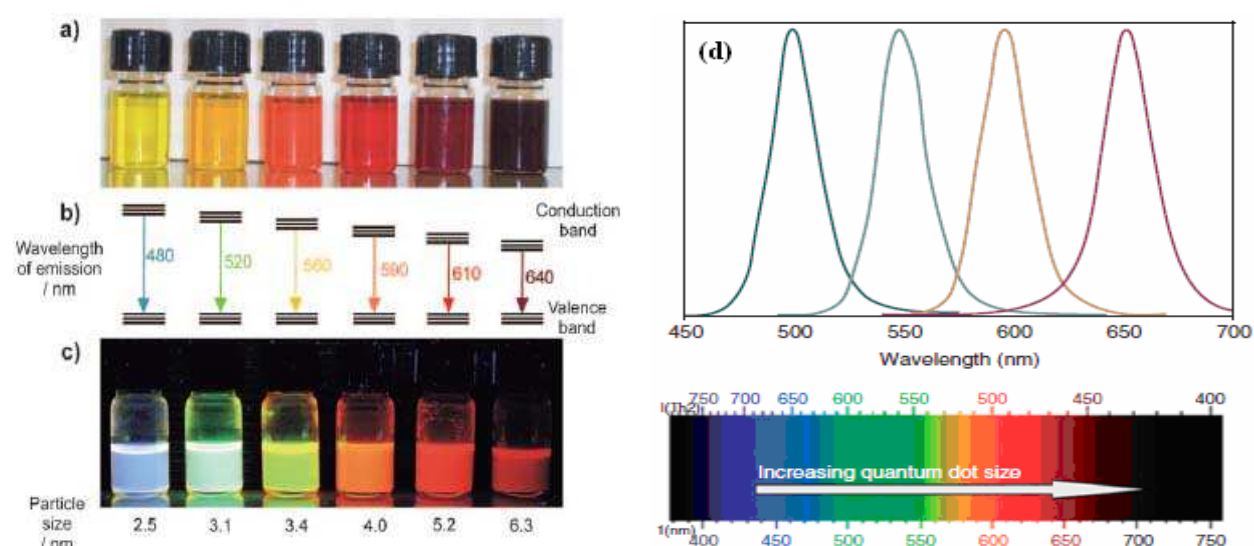 a)
b)
Conduction
band
Wavelength
of emission
/ nm
480
520
560
590
610
640
Valence
band
c)
Particle
size
/ nm
2.5
3.1
3.4
4.0
5.2
6.3
(d)
450
500
550
600
650
700
Wavelength (nm)
750 700 650 600 550 500 450 400
Increasing quantum dot size
400 450 500 550 600 650 700 750